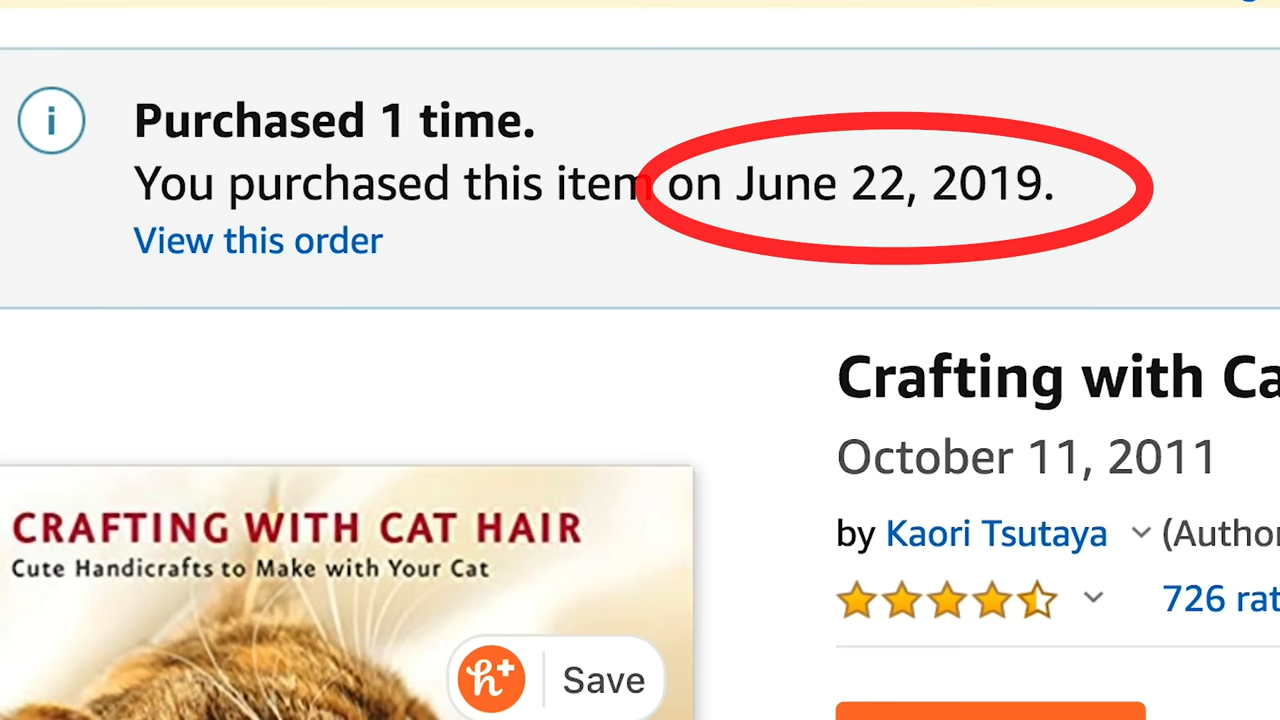 Purchased 1 time.
You purchased this item on June 22, 2019.
View this order
Crafting with Ca
October 11, 2011
by Kaori Tsutaya (Author
726 rat
CRAFTING WITH CAT HAIR
Cute Handicrafts to Make with Your Cat
Save